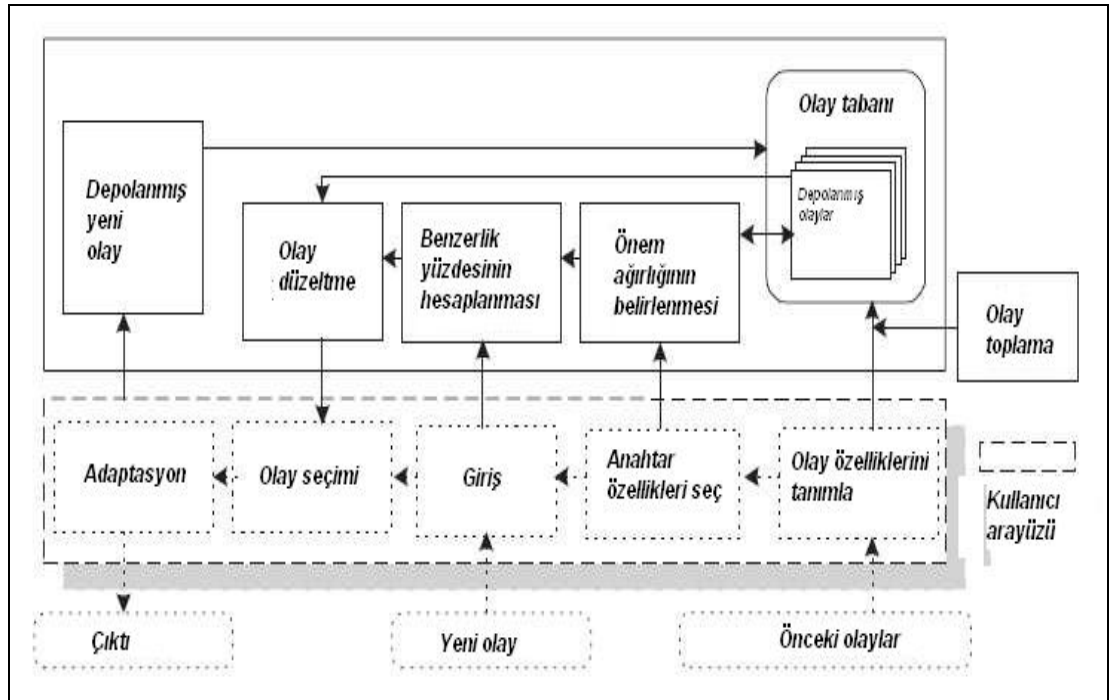 Olay tabanı
Depolanmış
olaylar
Depolanmış
yeni
olay
Olay
düzeltme
Benzerlik
yüzdesinin
hesaplanması
Önem
ağırlığının
belirlenmesi
Olay
toplama
Adaptasyon
Olay seçimi
Giriş
Anahtar
özellikleri seç
Olay özelliklerini
tanımla
Kullanıcı
arayüzü
Çıktı
Yeni olay
Önceki olaylar